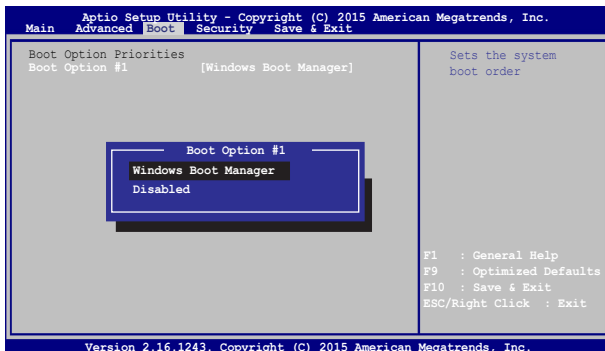 Aptio Setup Utility - Copyright (C) 2015 American Megatrends, Inc.
Main Advanced Boot Security Save & Exit
Boot Option Priorities
Boot Option #1 [Windows Boot Manager]
Sets the system
boot order
Boot Option #1
Windows Boot Manager
Disabled
F1 : General Help
F9 : Optimized Defaults
F10 : Save & Exit
ESC/Right Click : Exit
Version 2.16.1243. Copyright (C) 2015 American Megatrends, Inc.